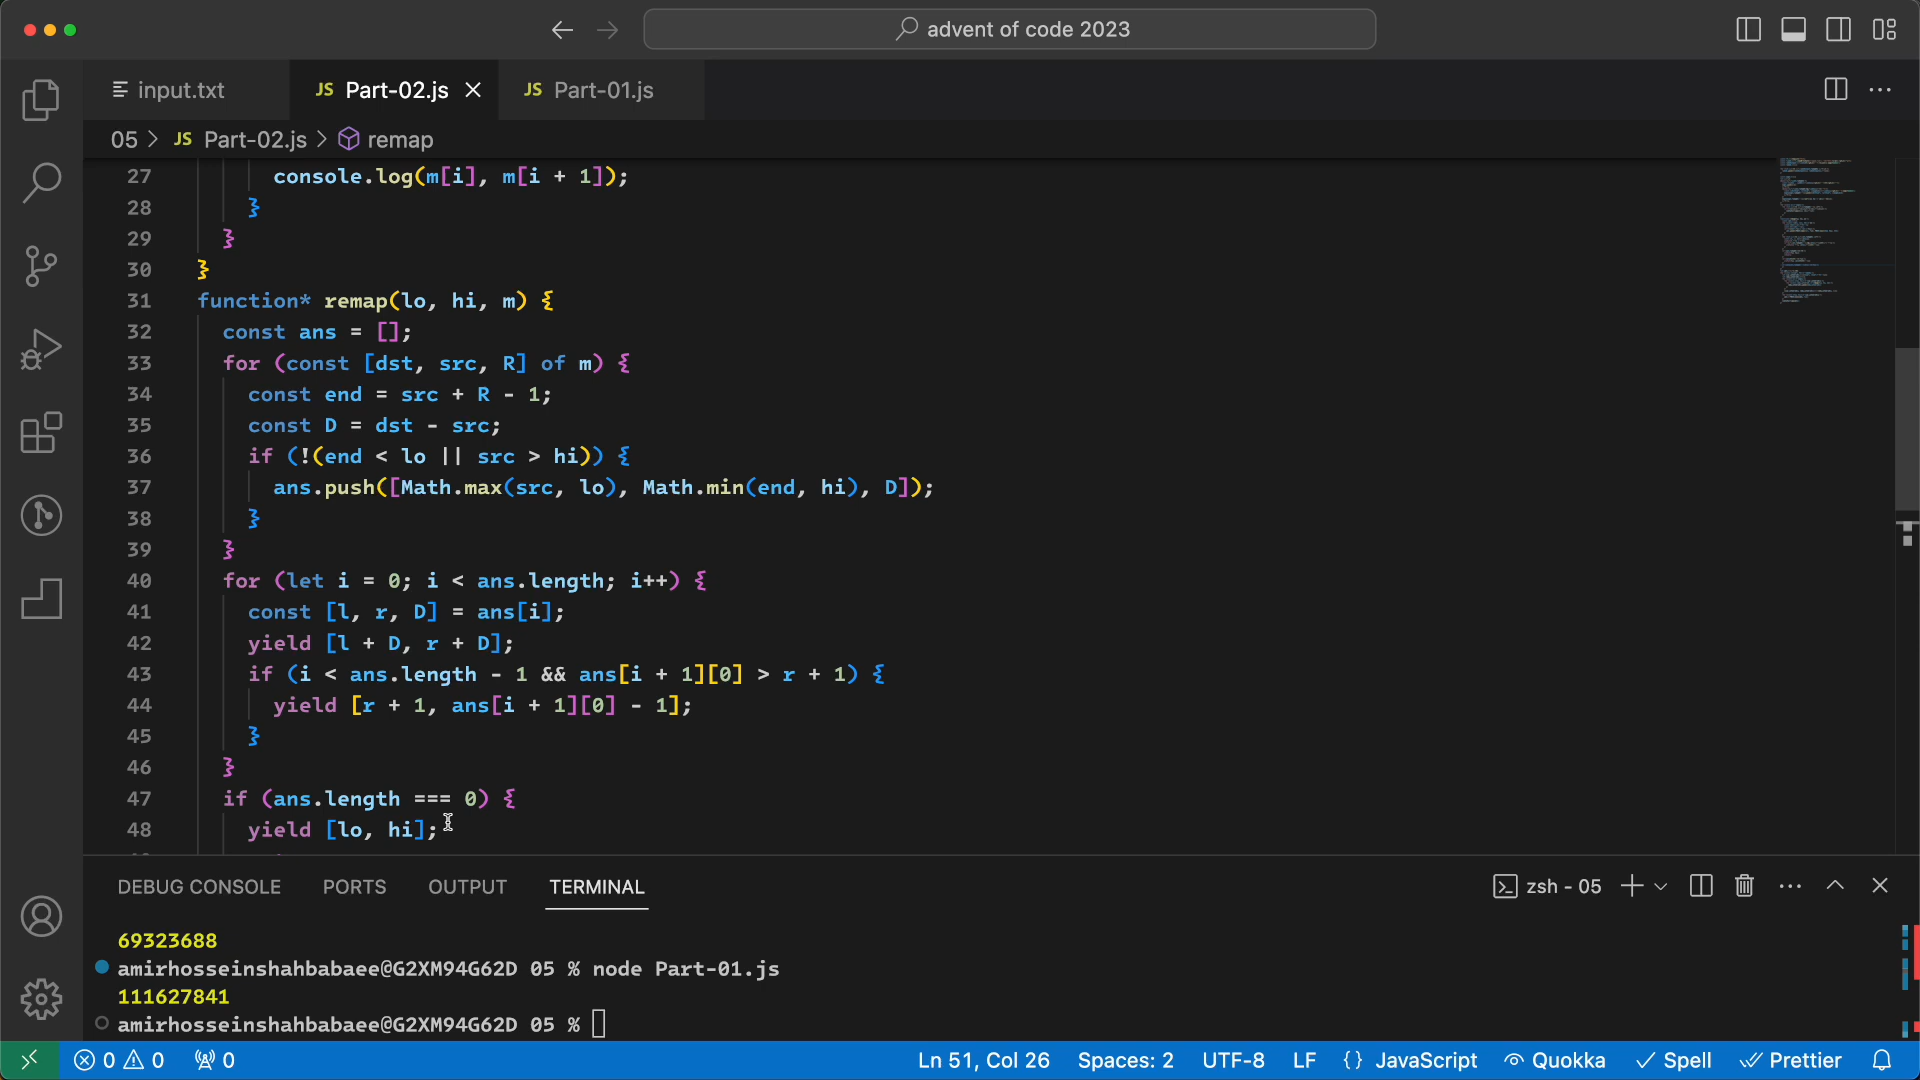 advent of code 2023
input.txt
JS Part-02.js
JS Part-01.js
05 > JS Part-02.js > remap
27 console.log(m[i], m[i + 1]);
28 }
29 }
30 }
31 function* remap(lo, hi, m) {
32 const ans = [];
33 for (const [dst, src, R] of m) {
34 const end = src + R - 1;
35 const D = dst - src;
36 if (!(end < lo || src > hi)) {
37 ans.push([Math.max(src, lo), Math.min(end, hi), D]);
38 }
39 }
40 for (let i = 0; i < ans.length; i++) {
41 const [l, r, D] = ans[i];
42 yield [l + D, r + D];
43 if (i < ans.length - 1 && ans[i + 1][0] > r + 1) {
44 yield [r + 1, ans[i + 1][0] - 1];
45 }
46 }
47 if (ans.length === 0) {
48 yield [lo, hi];
DEBUG CONSOLE PORTS OUTPUT TERMINAL
zsh - 05
69323688
amirhosseinshahbabaee@G2XM94G62D 05 % node Part-01.js
111627841
amirhosseinshahbabaee@G2XM94G62D 05 %
0 0 0 Ln 51, Col 26 Spaces: 2 UTF-8 LF {} JavaScript Quokka Spell Prettier